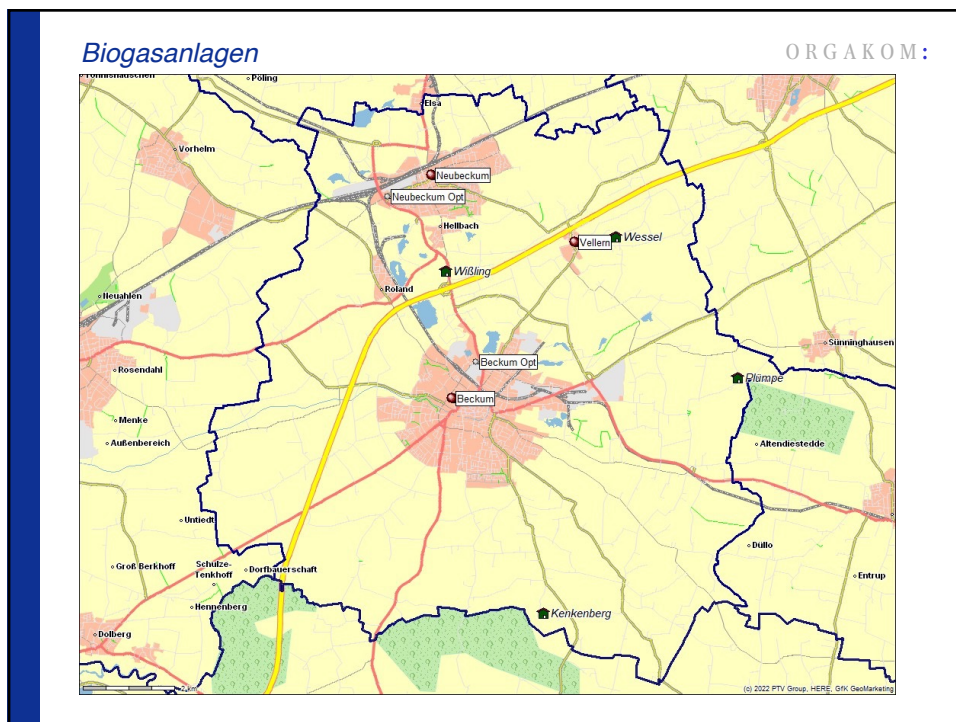 Biogasanlagen
ORGAKOM:
Pöling
Elsa
Vorhelm
Neubeckum
Neubeckum Opt
Hellbach
Vellern
Wessel
Wißling
Roland
Neuahlen
Sünninghausen
Beckum Opt
Rosendahl
Plümpe
Beckum
Menke
Außenbereich
Altendiestedde
Untiedt
Düllo
Groß Berkhoff
Schulze-
Tenkhoff
Dorfbauerschaft
Entrup
Hennenberg
Kenkenberg
Dolberg
2 km
(c) 2022 PTV Group, HERE, GfK GeoMarketing